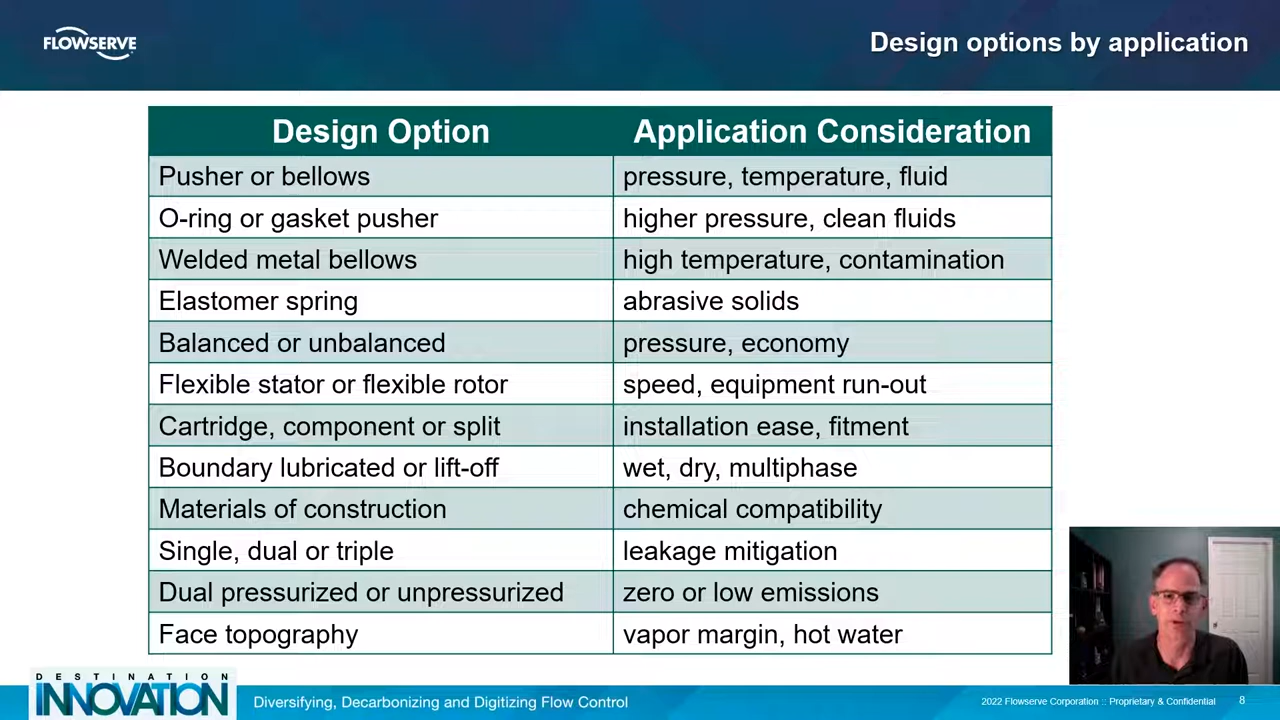 FLOWSERVE
Design options by application
Design Option Application Consideration
Pusher or bellows pressure, temperature, fluid
O-ring or gasket pusher higher pressure, clean fluids
Welded metal bellows high temperature, contamination
Elastomer spring abrasive solids
Balanced or unbalanced pressure, economy
Flexible stator or flexible rotor speed, equipment run-out
Cartridge, component or split installation ease, fitment
Boundary lubricated or lift-off wet, dry, multiphase
Materials of construction chemical compatibility
Single, dual or triple leakage mitigation
Dual pressurized or unpressurized zero or low emissions
Face topography vapor margin, hot water
DESTINATION
INNOVATION
Diversifying, Decarbonizing and Digitizing Flow Control
2022 Flowserve Corporation :: Proprietary & Confidential 8